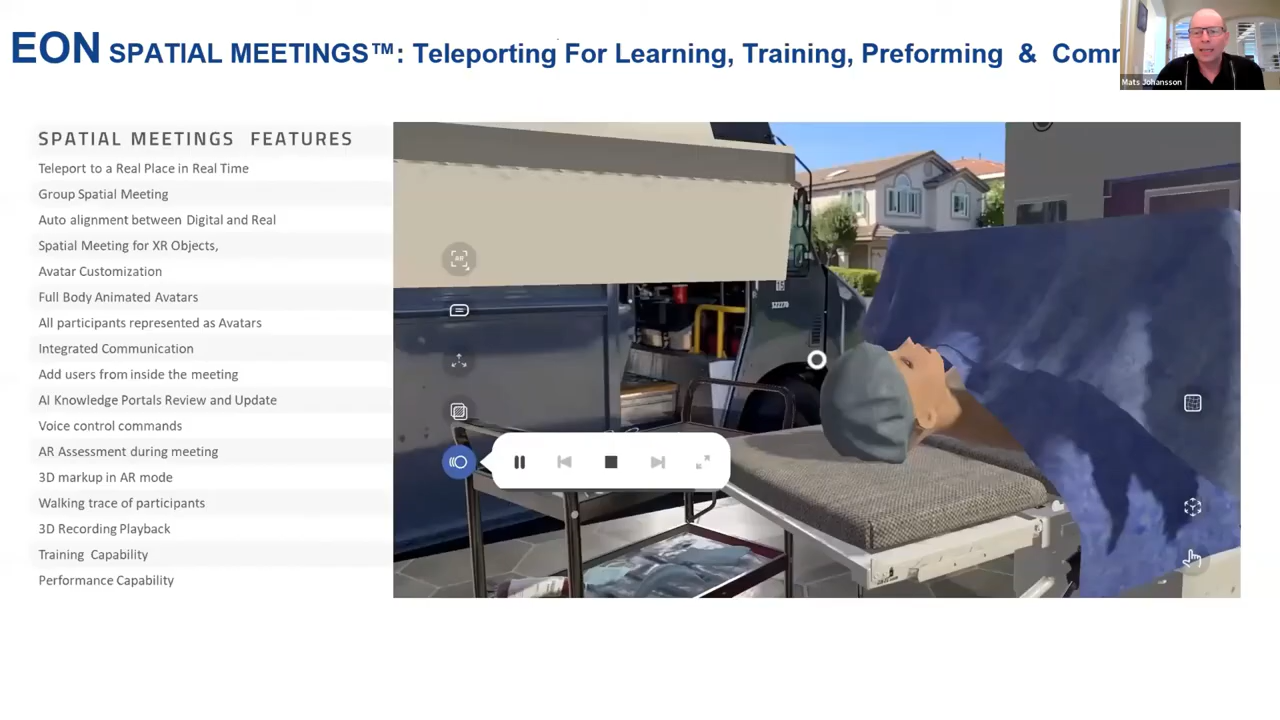 EON SPATIAL MEETINGS™: Teleporting For Learning, Training, Preforming & Comm
Mats Johansson
SPATIAL MEETINGS FEATURES
Teleport to a Real Place in Real Time
Group Spatial Meeting
Auto alignment between Digital and Real
Spatial Meeting for XR Objects,
Avatar Customization
Full Body Animated Avatars
All participants represented as Avatars
Integrated Communication
Add users from inside the meeting
AI Knowledge Portals Review and Update
Voice control commands
AR Assessment during meeting
3D markup in AR mode
Walking trace of participants
3D Recording Playback
Training Capability
Performance Capability
AR